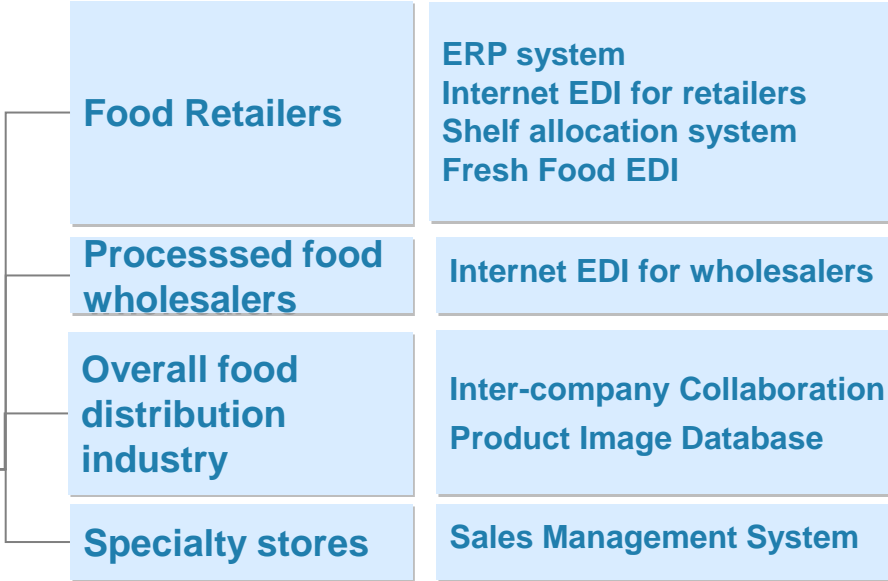 Food Retailers
ERP system
Internet EDI for retailers
Shelf allocation system
Fresh Food EDI
Processsed food
wholesalers
Internet EDI for wholesalers
Overall food
distribution
industry
Inter-company Collaboration
Product Image Database
Specialty stores
Sales Management System